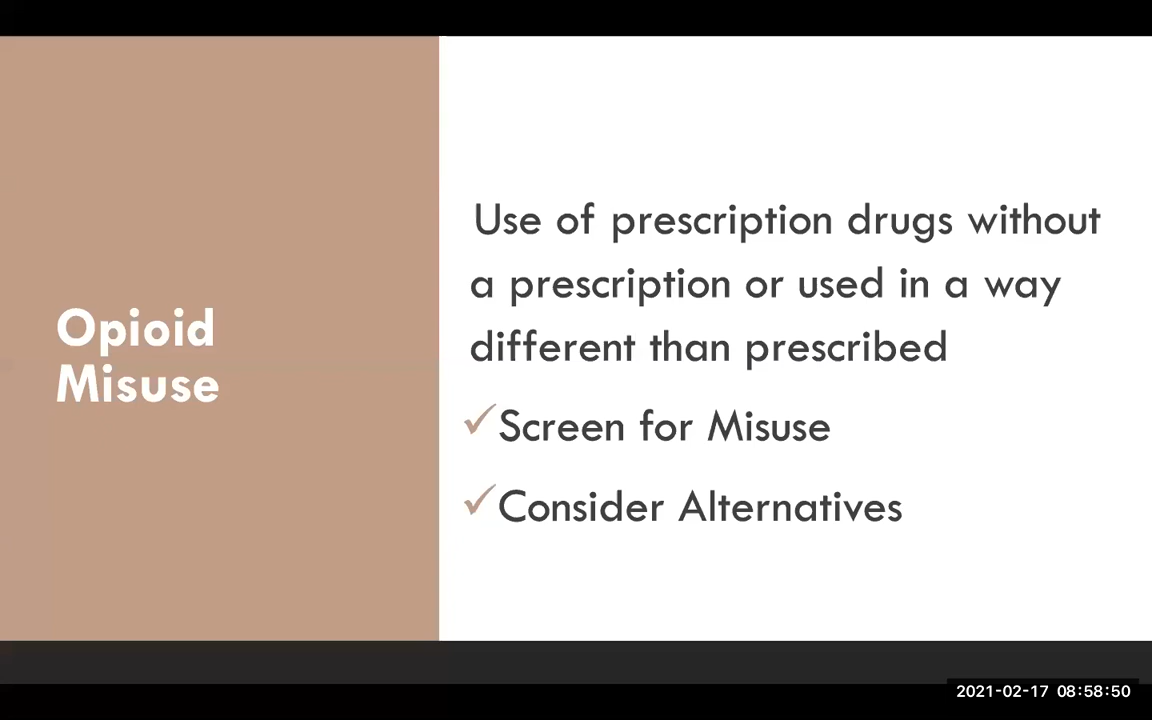 Opioid
Misuse
Use of prescription drugs without
a prescription or used in a way
different than prescribed
✓Screen for Misuse
✓Consider Alternatives
2021-02-17 08:58:50